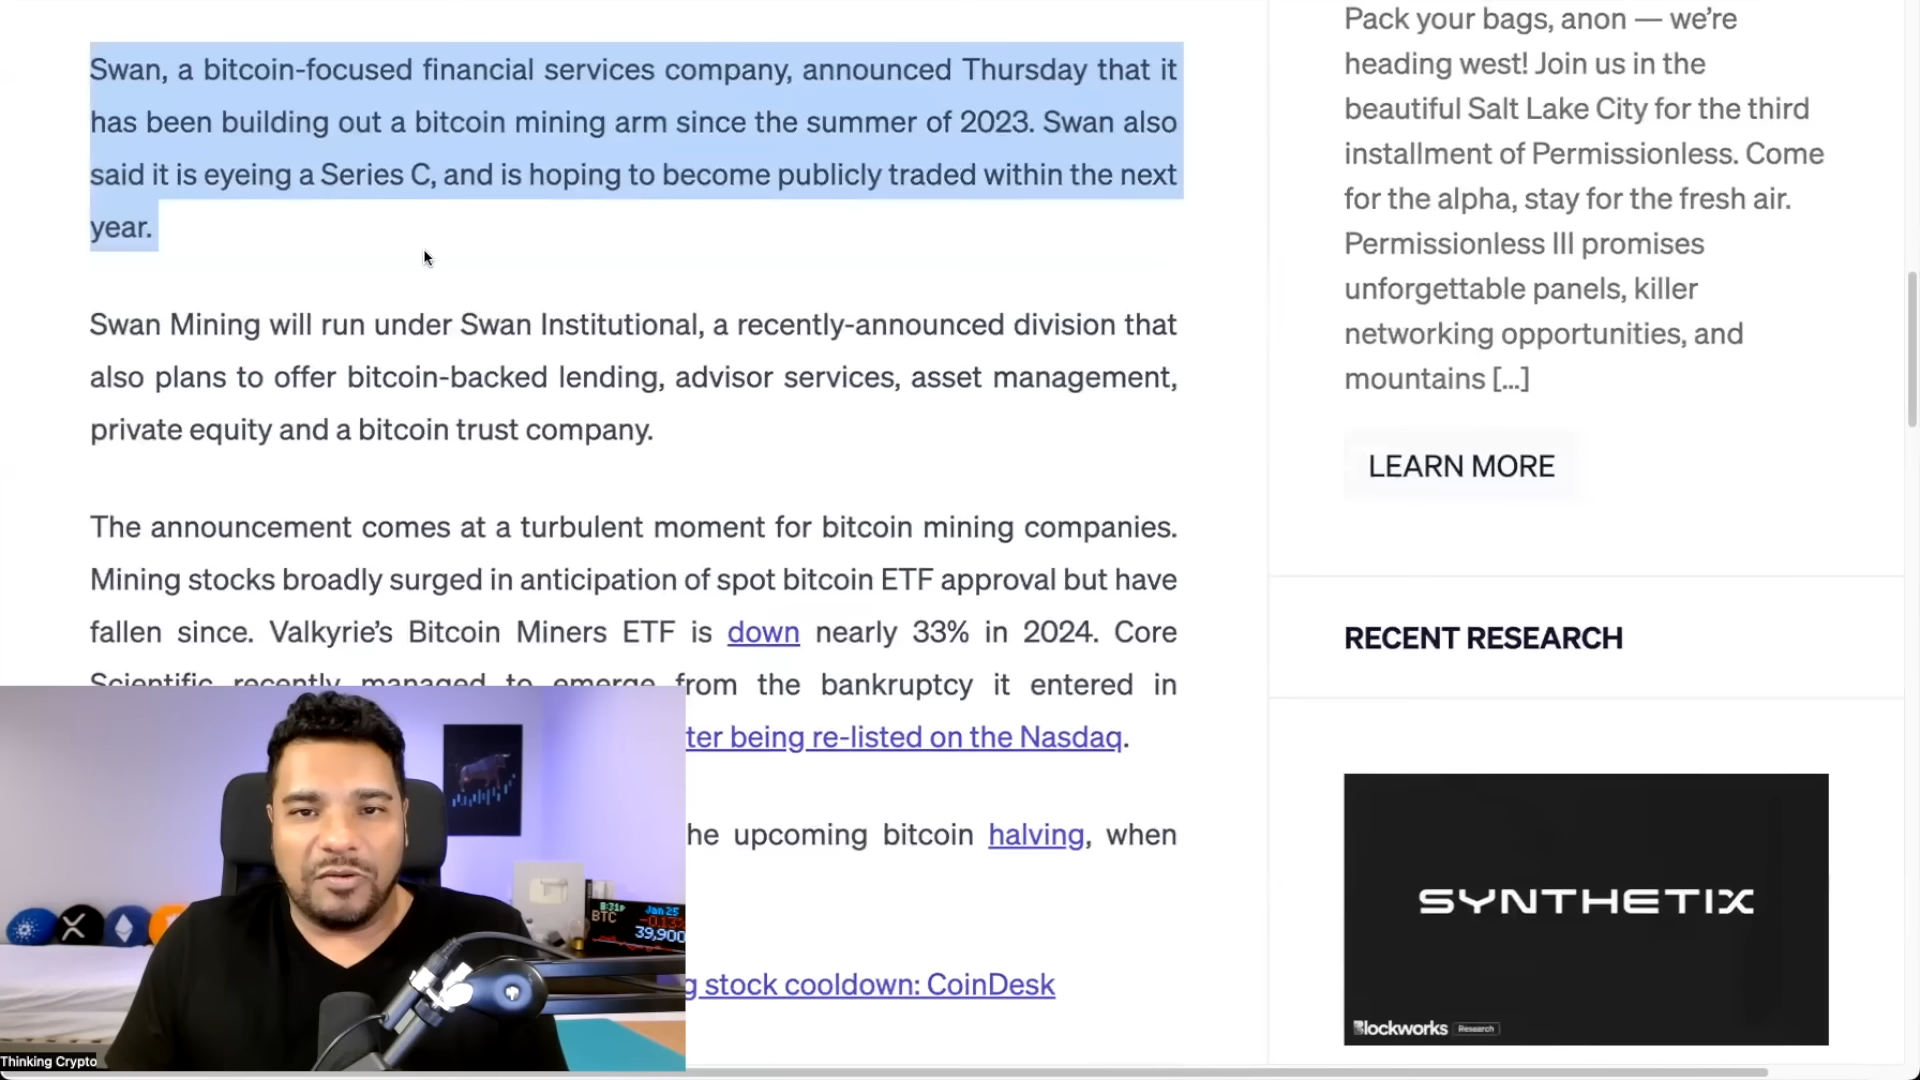 Swan, a bitcoin-focused financial services company, announced Thursday that it
has been building out a bitcoin mining arm since the summer of 2023. Swan also
said it is eyeing a Series C, and is hoping to become publicly traded within the next
year.
Swan Mining will run under Swan Institutional, a recently-announced division that
also plans to offer bitcoin-backed lending, advisor services, asset management,
private equity and a bitcoin trust company.
The announcement comes at a turbulent moment for bitcoin mining companies.
Mining stocks broadly surged in anticipation of spot bitcoin ETF approval but have
fallen since. Valkyrie’s Bitcoin Miners ETF is down nearly 33% in 2024. Core
Scientific recently managed to emerge from the bankruptcy it entered in
ter being re-listed on the Nasdaq.
he upcoming bitcoin halving, when
g stock cooldown: CoinDesk
8:31P Jan 25
BTC -0.13%
39,900
Thinking Crypto
Pack your bags, anon — we’re
heading west! Join us in the
beautiful Salt Lake City for the third
installment of Permissionless. Come
for the alpha, stay for the fresh air.
Permissionless III promises
unforgettable panels, killer
networking opportunities, and
mountains [...]
LEARN MORE
RECENT RESEARCH
SYNTHETIX
Blockworks Research